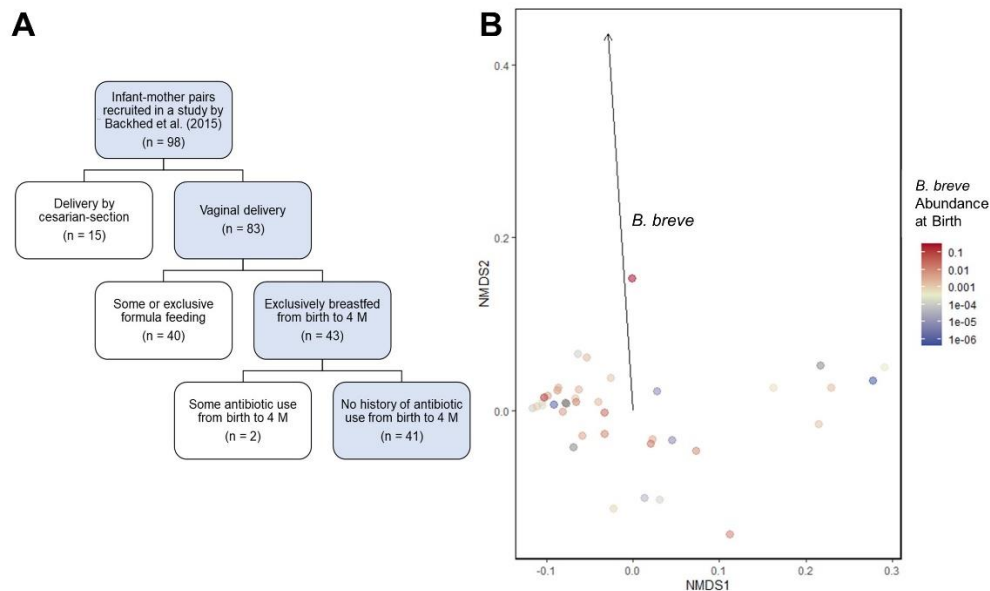 A
Infant-mother pairs
recruited in a study by
Backhed et al. (2015)
(n = 98)
Delivery by
cesarian-section
(n = 15)
Vaginal delivery
(n = 83)
Some or exclusive
formula feeding
(n = 40)
Exclusively breastfed
from birth to 4 M
(n = 43)
Some antibiotic use
from birth to 4 M
(n = 2)
No history of antibiotic
use from birth to 4 M
(n = 41)
B
0.4
0.2
0.0
NMDS2
B. breve
-0.1
0.0
0.1
0.2
0.3
NMDS1
B. breve
Abundance
at Birth
0.1
0.01
0.001
1e-04
1e-05
1e-06